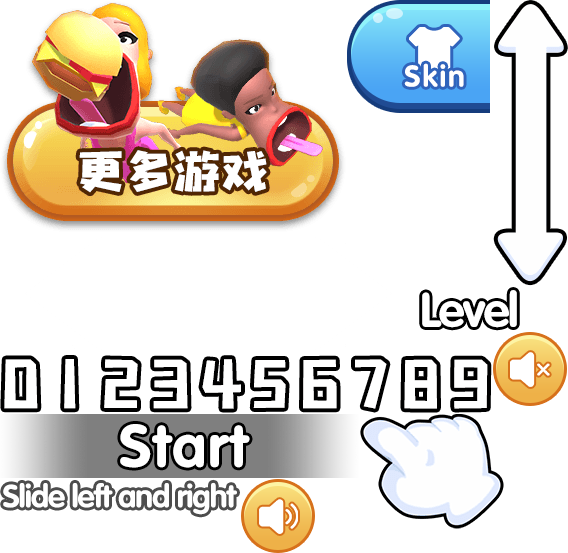 Skin
更多游戏
Level
0123456789
Start
Slide left and right